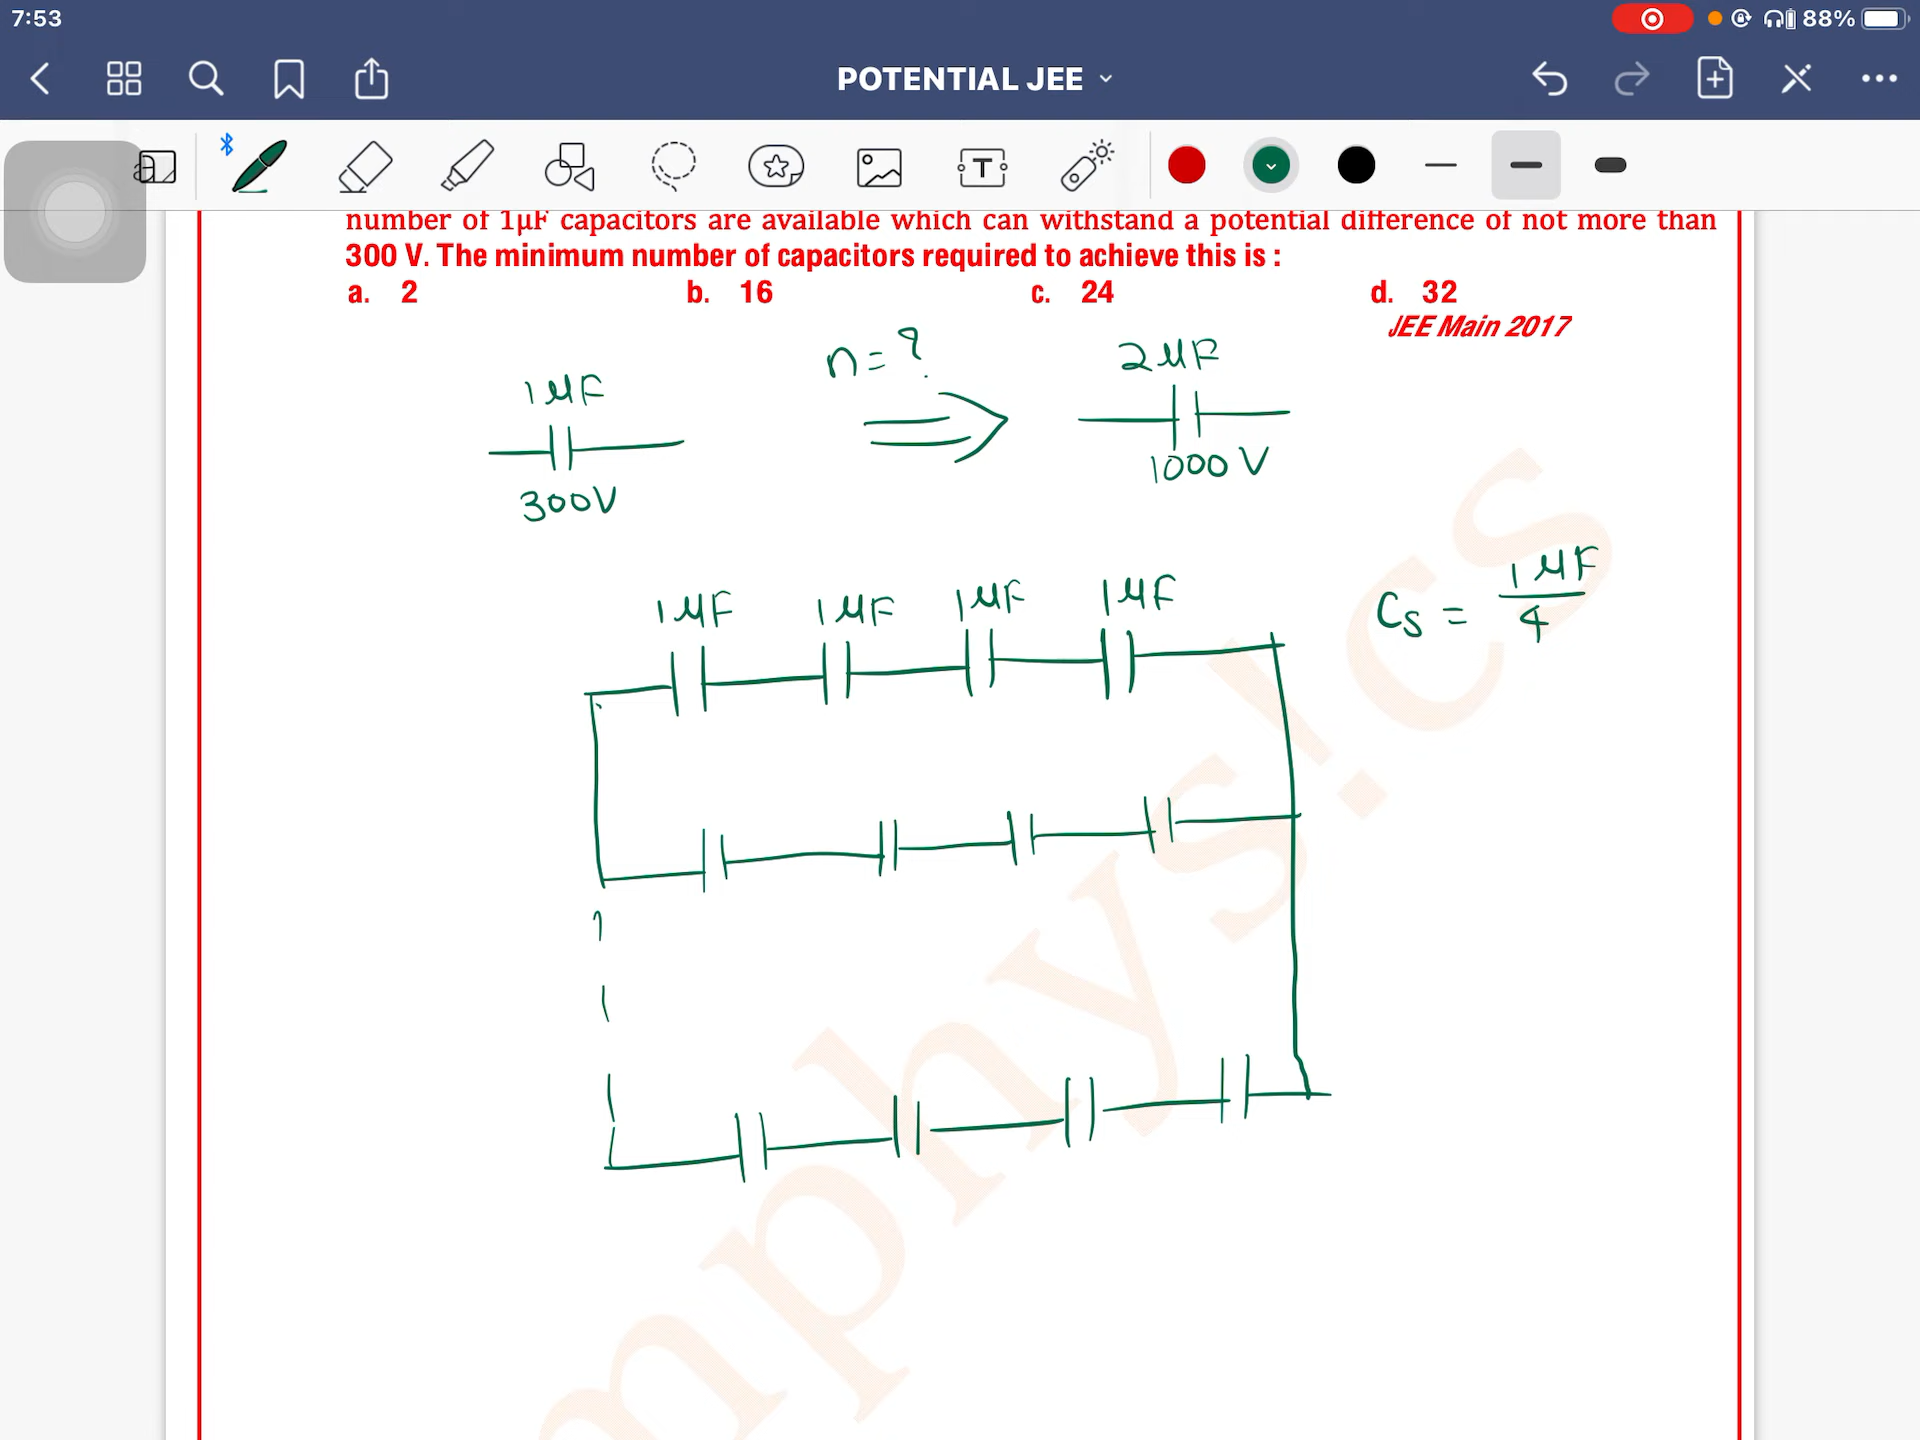 7:53
88%
POTENTIAL JEE
number of 1μF capacitors are available which can withstand a potential difference of not more than
300 V. The minimum number of capacitors required to achieve this is :
a. 2 b. 16 c. 24 d. 32
JEE Main 2017
n = ?
1μF
2μF
300V
1000 V
1μF 1μF 1μF 1μF
Cs = 1μF/4
phys!cs